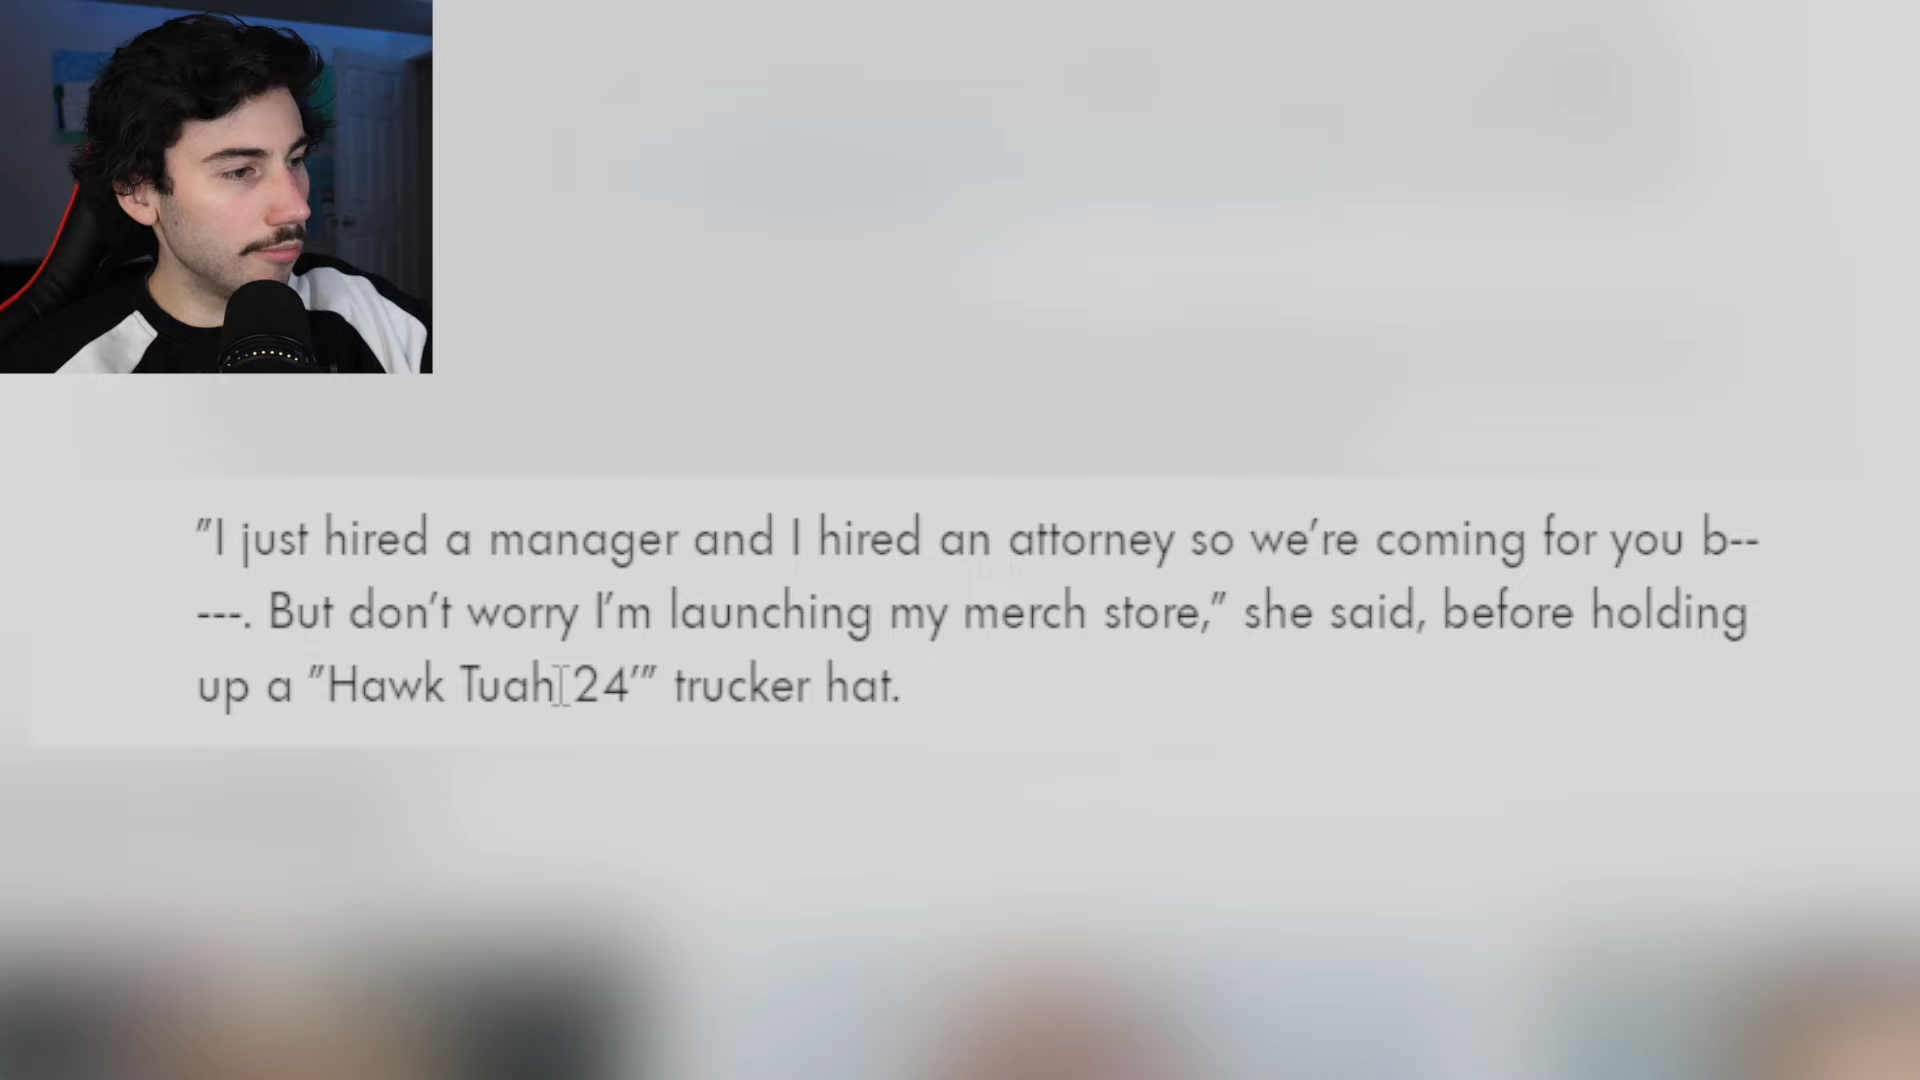 "I just hired a manager and I hired an attorney so we're coming for you b--
---. But don't worry I'm launching my merch store," she said, before holding
up a "Hawk Tuah 24'" trucker hat.